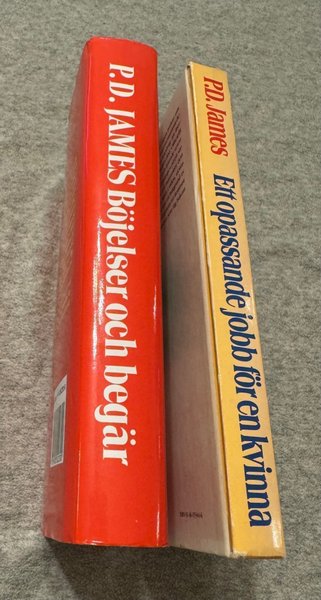 P.D. JAMES Böjelser och begär
P.D. James Ett opassande jobb för en kvinna